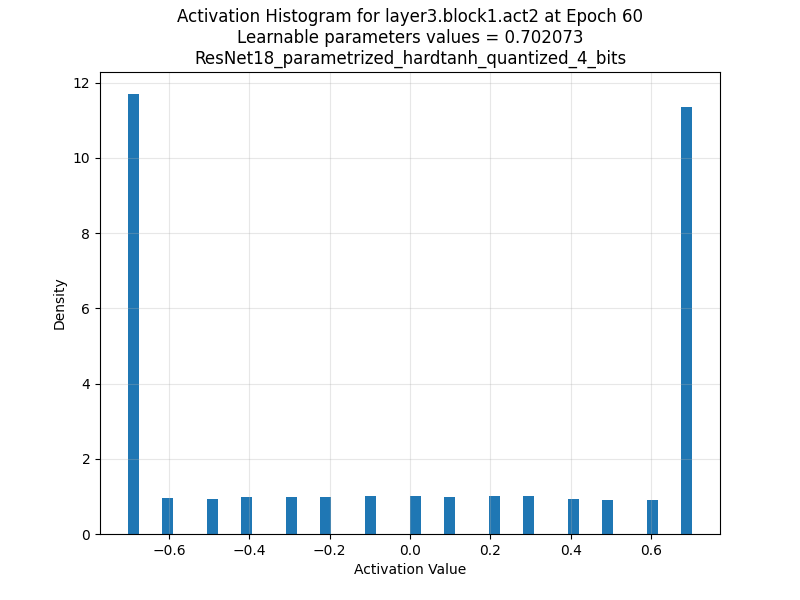 Activation Histogram for layer3.block1.act2 at Epoch 60
Learnable parameters values = 0.702073
ResNet18_parametrized_hardtanh_quantized_4_bits
12
10
8
6
4
2
0
Density
−0.6 −0.4 −0.2 0.0 0.2 0.4 0.6
Activation Value